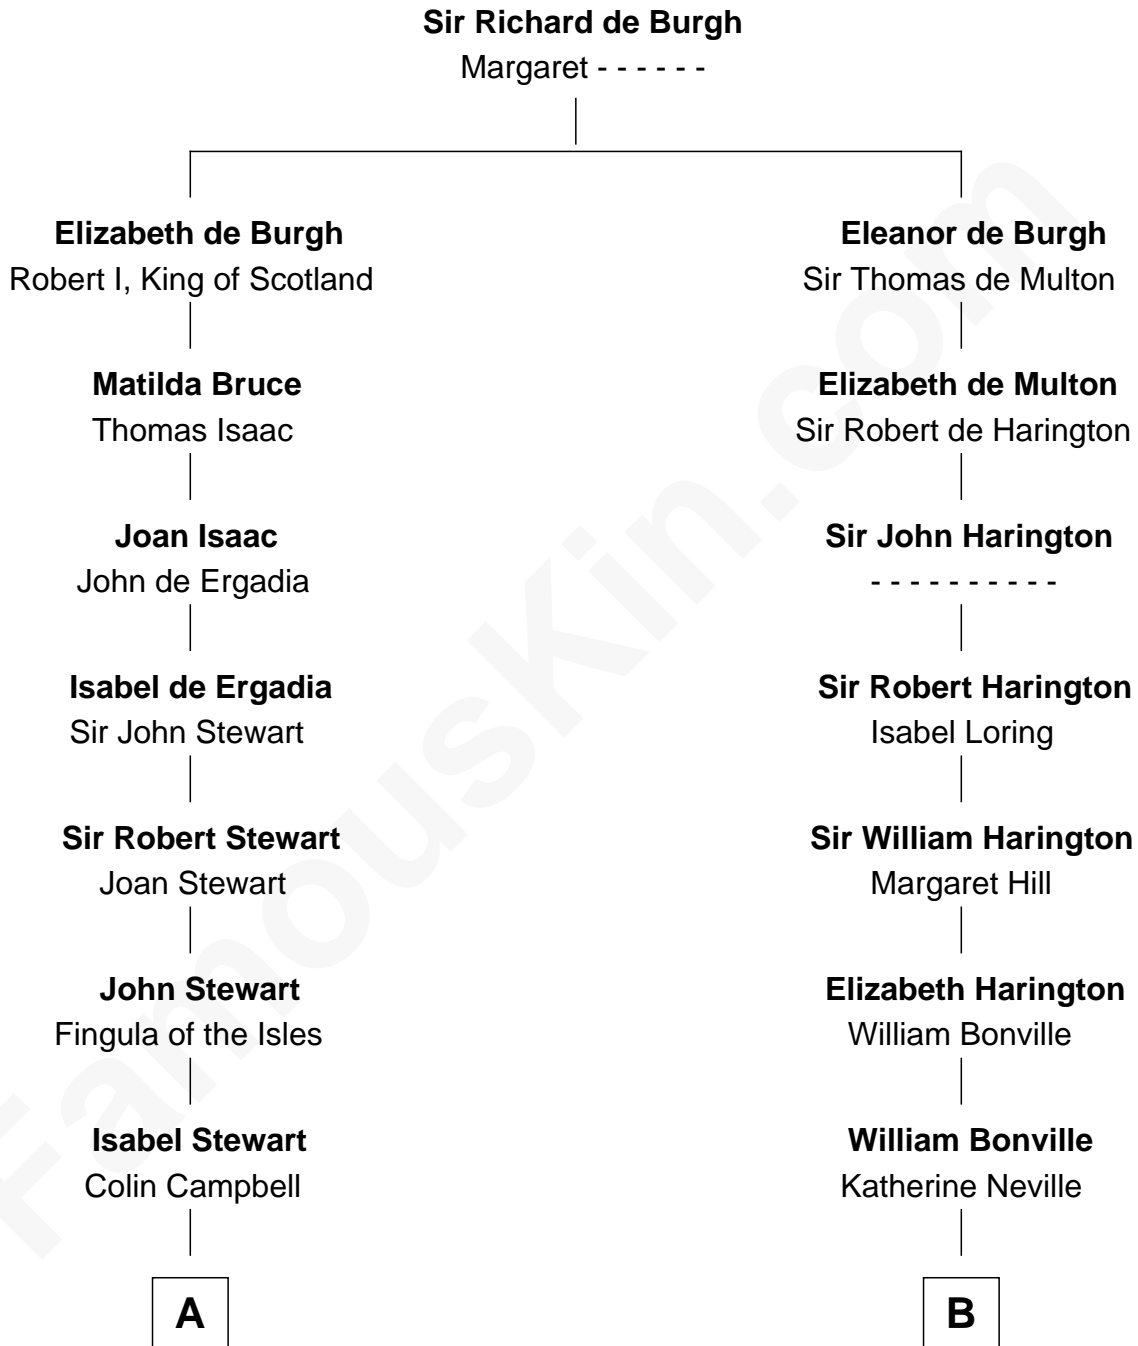 Sir Richard de Burgh
Margaret - - - - - -
Elizabeth de Burgh
Robert I, King of Scotland
Matilda Bruce
Thomas Isaac
Joan Isaac
John de Ergadia
Isabel de Ergadia
Sir John Stewart
Sir Robert Stewart
Joan Stewart
John Stewart
Fingula of the Isles
Isabel Stewart
Colin Campbell
A
Eleanor de Burgh
Sir Thomas de Multon
Elizabeth de Multon
Sir Robert de Harington
Sir John Harington
- - - - - - - - - -
Sir Robert Harington
Isabel Loring
Sir William Harington
Margaret Hill
Elizabeth Harington
William Bonville
William Bonville
Katherine Neville
B
FamousKin.com